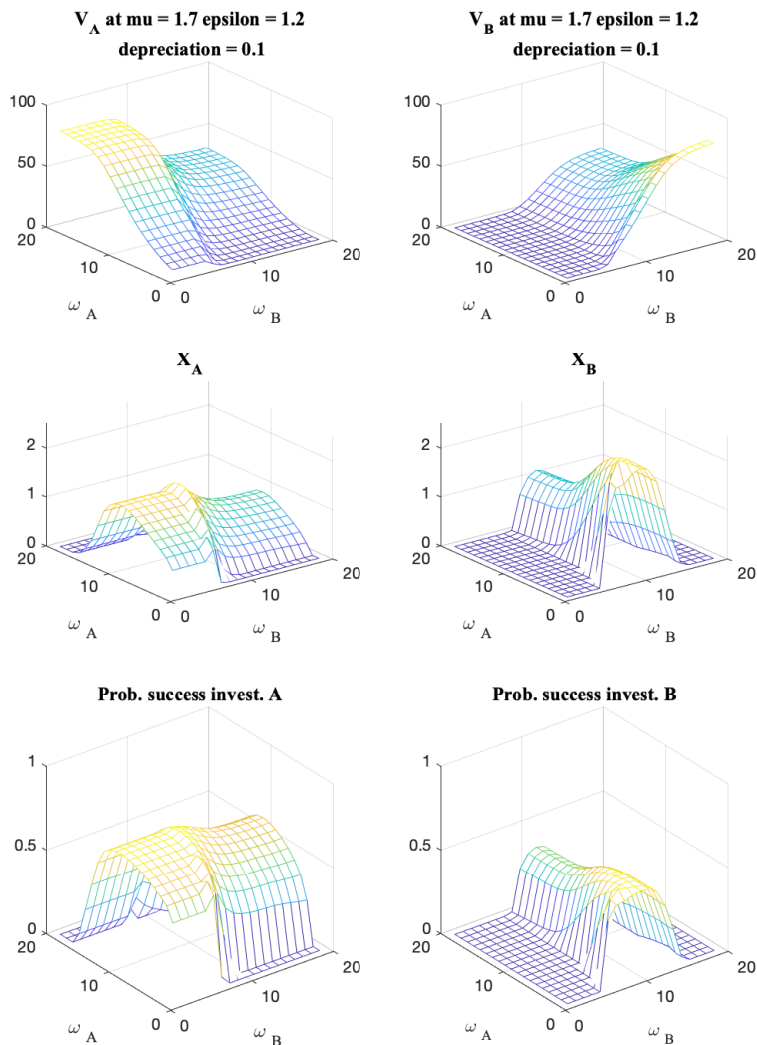 V_A at mu = 1.7 epsilon = 1.2
depreciation = 0.1
100
50
0
20
10
0
0
10
20
ω_A
ω_B
V_B at mu = 1.7 epsilon = 1.2
depreciation = 0.1
100
50
0
20
10
0
0
10
20
ω_A
ω_B
X_A
2
1
0
20
10
0
0
10
20
ω_A
ω_B
X_B
2
1
0
20
10
0
0
10
20
ω_A
ω_B
Prob. success invest. A
1
0.5
0
20
10
0
0
10
20
ω_A
ω_B
Prob. success invest. B
1
0.5
0
20
10
0
0
10
20
ω_A
ω_B